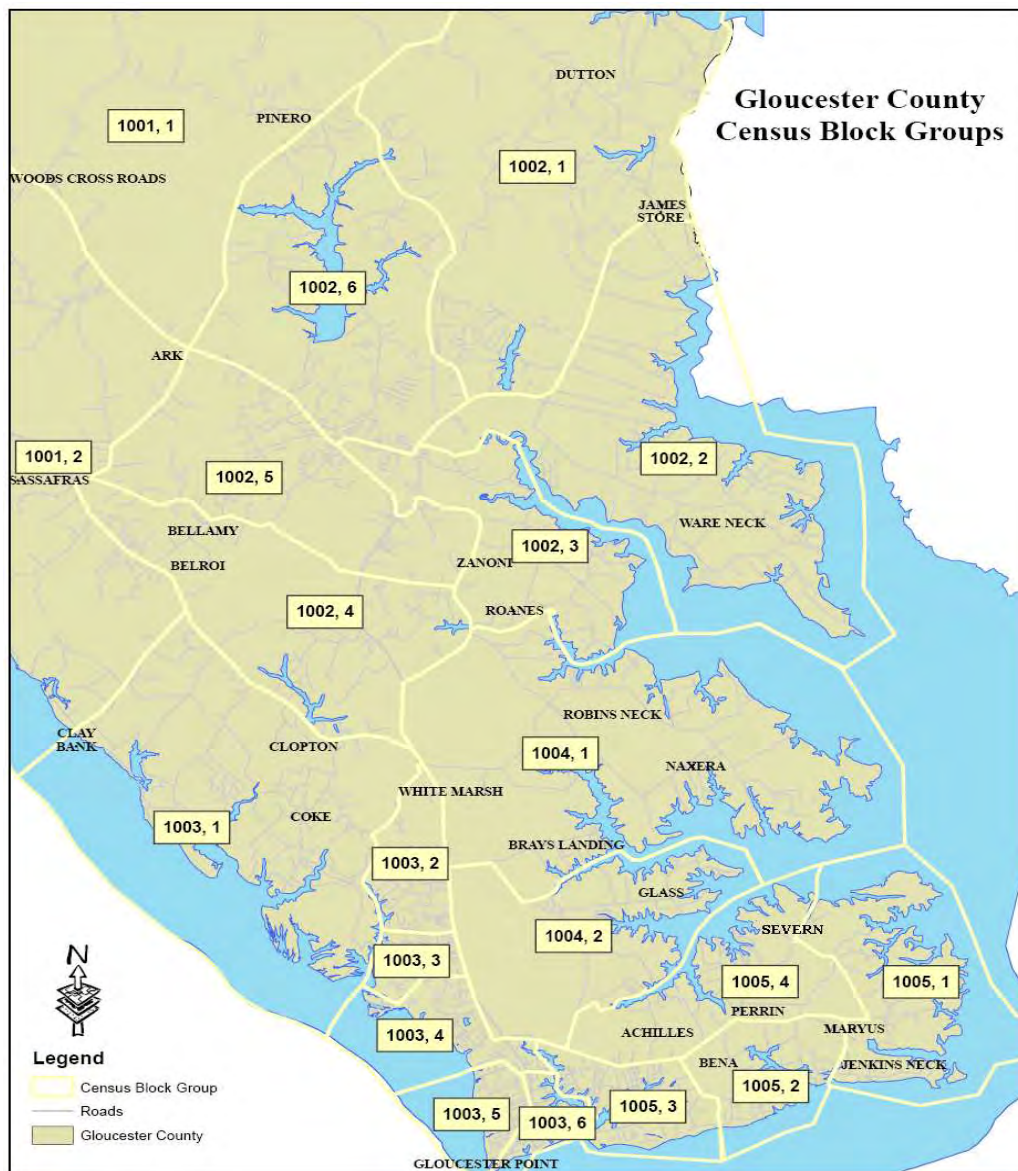 Gloucester County
Census Block Groups
DUTTON
PINERO
1001, 1
1002, 1
WOODS CROSS ROADS
JAMES
STORE
1002, 6
ARK
1001, 2
SASSAFRAS
1002, 5
1002, 2
BELLAMY
WARE NECK
1002, 3
ZANONI
BELROI
1002, 4
ROANES
ROBINS NECK
CLAY
BANK
CLOPTON
1004, 1
NAXERA
WHITE MARSH
COKE
1003, 1
BRAYS LANDING
1003, 2
GLASS
1004, 2
SEVERN
1003, 3
1005, 4
1005, 1
PERRIN
1003, 4
ACHILLES
MARYUS
BENA
JENKINS NECK
1005, 2
1005, 3
1003, 5
1003, 6
GLOUCESTER POINT
N
Legend
Census Block Group
Roads
Gloucester County